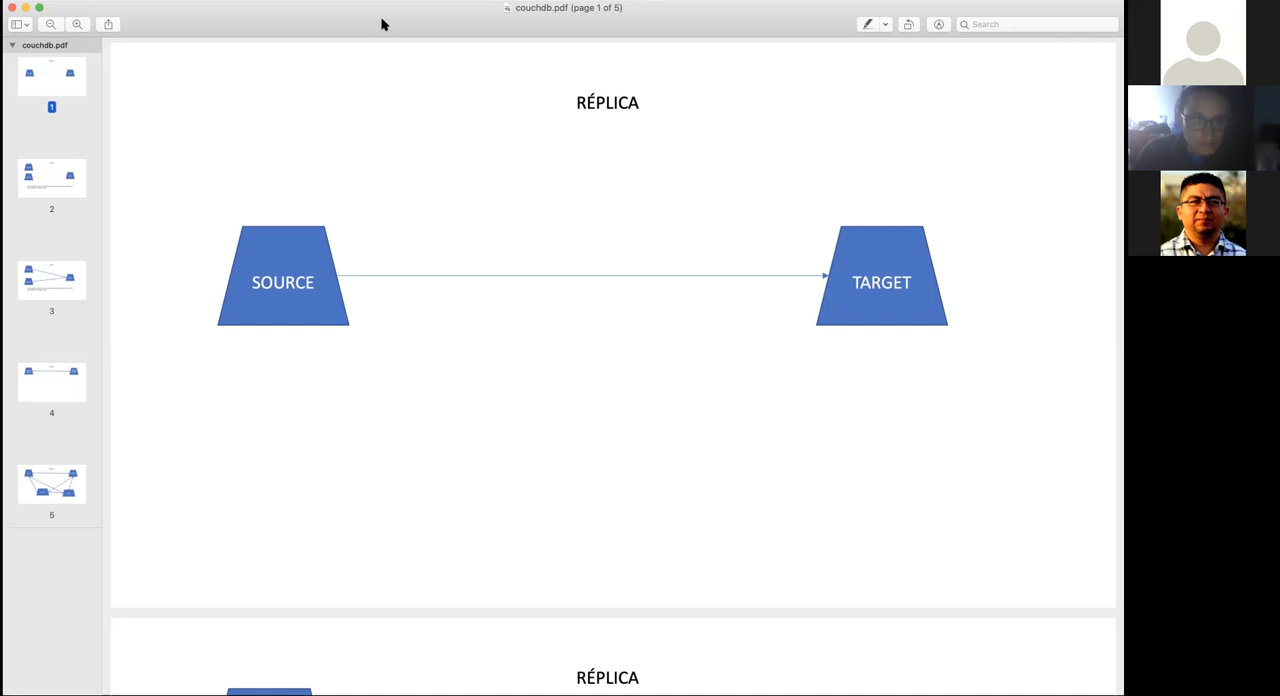 couchdb.pdf (page 1 of 5)
Search
couchdb.pdf
1
2
3
4
5
RÉPLICA
SOURCE
TARGET
RÉPLICA